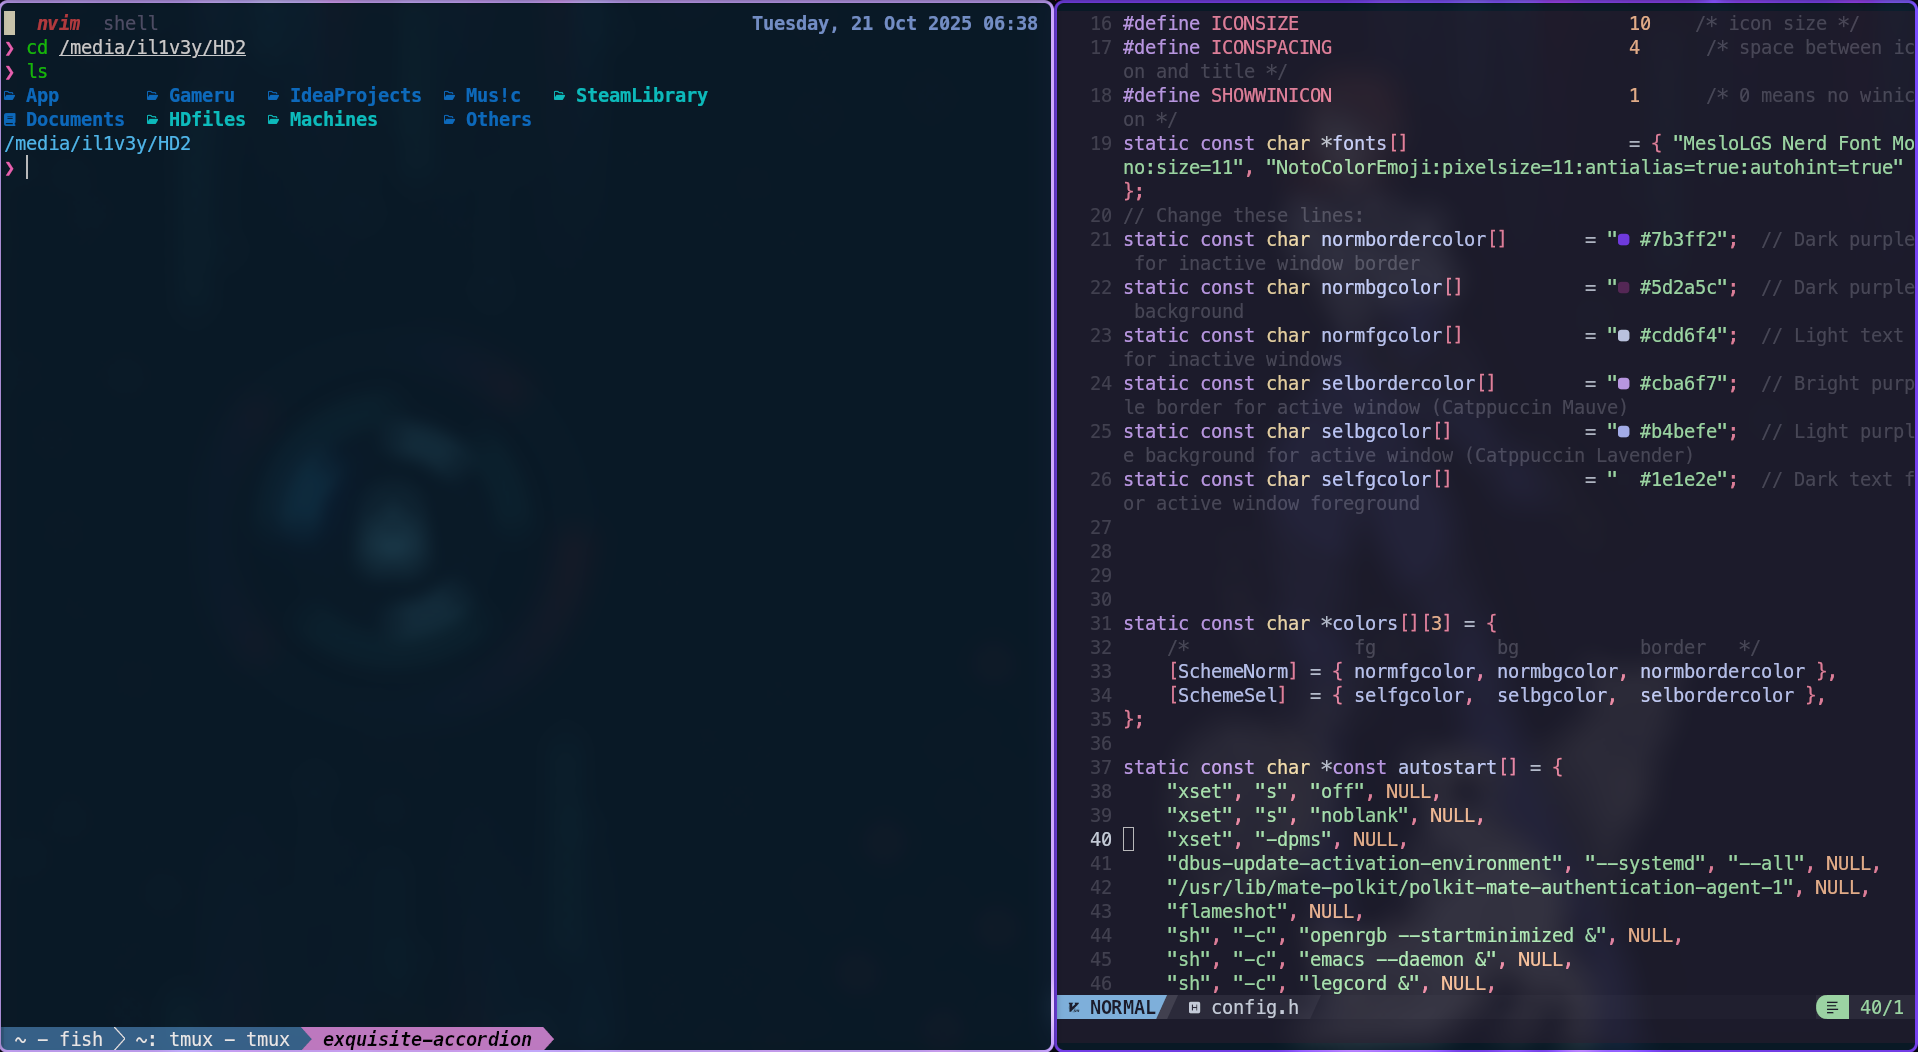 nvim shell Tuesday, 21 Oct 2025 06:38
❯ cd /media/il1v3y/HD2
❯ ls
App Gameru IdeaProjects Mus!c SteamLibrary
Documents HDfiles Machines Others
/media/il1v3y/HD2
❯
~ – fish ~: tmux – tmux exquisite-accordion
16 #define ICONSIZE 10 /* icon size */
17 #define ICONSPACING 4 /* space between ic
on and title */
18 #define SHOWWINICON 1 /* 0 means no winic
on */
19 static const char *fonts[] = { "MesloLGS Nerd Font Mo
no:size=11", "NotoColorEmoji:pixelsize=11:antialias=true:autohint=true"
};
20 // Change these lines:
21 static const char normbordercolor[] = "#7b3ff2"; // Dark purple
for inactive window border
22 static const char normbgcolor[] = "#5d2a5c"; // Dark purple
background
23 static const char normfgcolor[] = "#cdd6f4"; // Light text
for inactive windows
24 static const char selbordercolor[] = "#cba6f7"; // Bright purp
le border for active window (Catppuccin Mauve)
25 static const char selbgcolor[] = "#b4befe"; // Light purpl
e background for active window (Catppuccin Lavender)
26 static const char selfgcolor[] = "#1e1e2e"; // Dark text f
or active window foreground
27
28
29
30
31 static const char *colors[][3] = {
32 /* fg bg border */
33 [SchemeNorm] = { normfgcolor, normbgcolor, normbordercolor },
34 [SchemeSel] = { selfgcolor, selbgcolor, selbordercolor },
35 };
36
37 static const char *const autostart[] = {
38 "xset", "s", "off", NULL,
39 "xset", "s", "noblank", NULL,
40 "xset", "-dpms", NULL,
41 "dbus-update-activation-environment", "--systemd", "--all", NULL,
42 "/usr/lib/mate-polkit/polkit-mate-authentication-agent-1", NULL,
43 "flameshot", NULL,
44 "sh", "-c", "openrgb --startminimized &", NULL,
45 "sh", "-c", "emacs --daemon &", NULL,
46 "sh", "-c", "legcord &", NULL,
NORMAL config.h 40/1